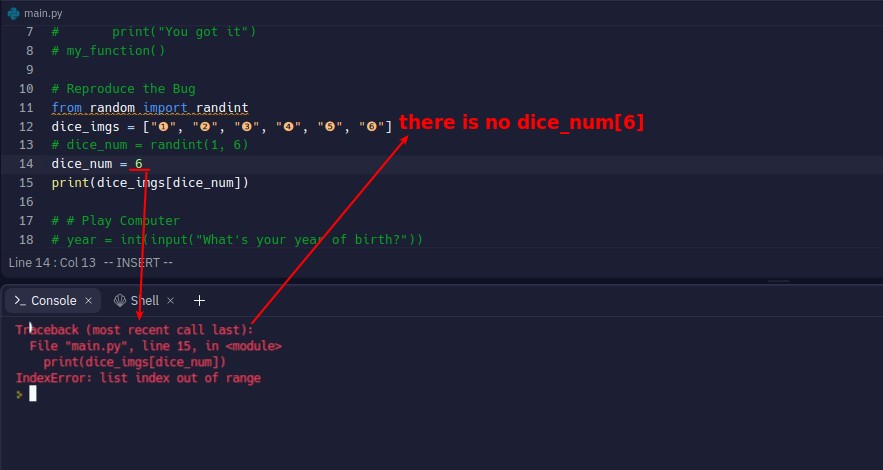 main.py
7 #       print("You got it")
8 # my_function()
9
10 # Reproduce the Bug
11 from random import randint
12 dice_imgs = ["❶", "❷", "❸", "❹", "❺", "❻"] there is no dice_num[6]
13 # dice_num = randint(1, 6)
14 dice_num = 6
15 print(dice_imgs[dice_num])
16
17 # # Play Computer
18 # year = int(input("What's your year of birth?"))
Line 14 : Col 13 -- INSERT --
Console × Shell × +
Traceback (most recent call last):
  File "main.py", line 15, in <module>
    print(dice_imgs[dice_num])
IndexError: list index out of range